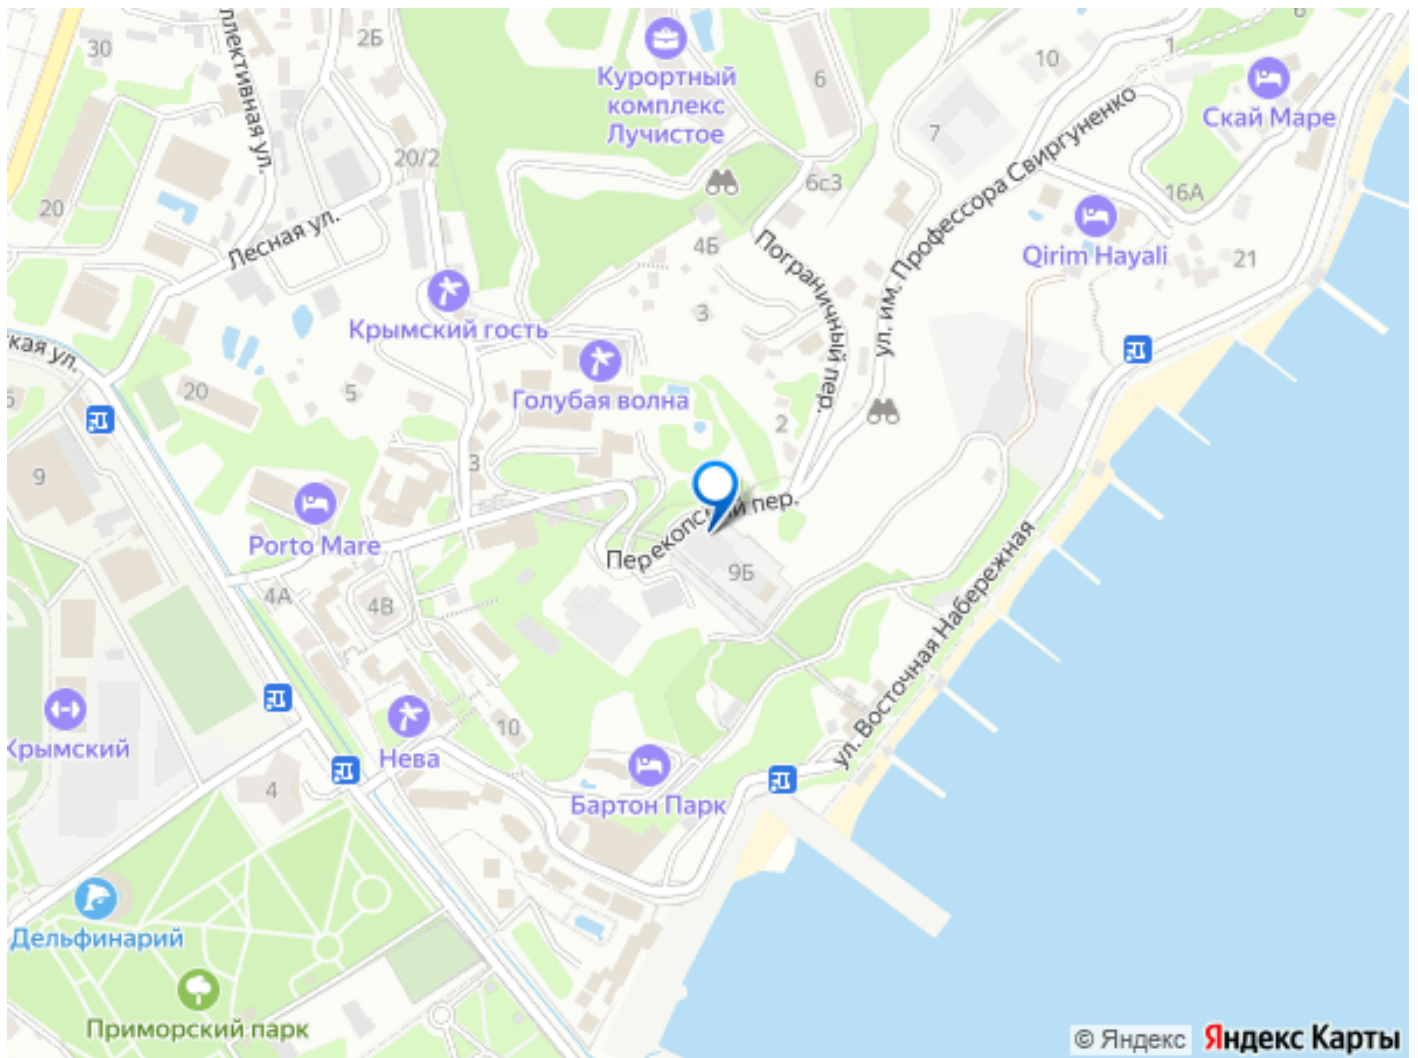 30
2Б
10
1
6
Курортный
комплекс
Лучистое
6
Скай Маре
7
20/2
6с3
16А
20
Лесная ул.
4Б
ул. им. Профессора Свиргуненко
Qirim Hayali
21
Пограничный пер.
3
Крымский гость
20
5
Голубая волна
2
9
3
Porto Mare
Перекопский пер.
9Б
4А
4В
ул. Восточная Набережная
Крымский
Нева
10
4
Бартон Парк
Дельфинарий
Приморский парк
© Яндекс Яндекс Карты